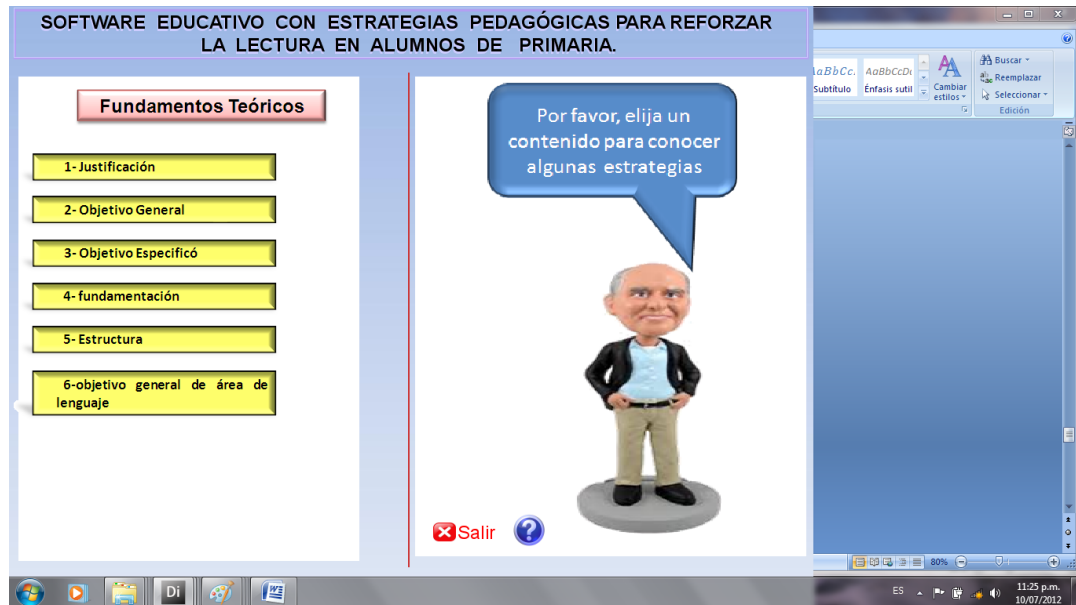 SOFTWARE EDUCATIVO CON ESTRATEGIAS PEDAGÓGICAS PARA REFORZAR
LA LECTURA EN ALUMNOS DE PRIMARIA.
Fundamentos Teóricos
1- Justificación
2- Objetivo General
3- Objetivo Especificó
4- fundamentación
5- Estructura
6-objetivo general de área de
lenguaje
Por favor, elija un
contenido para conocer
algunas estrategias
Salir
?
AaBbCc.
AaBbCcDı
Subtítulo
Énfasis sutil
Cambiar
estilos
Buscar
Reemplazar
Seleccionar
Edición
80%
Di
ES
11:25 p.m.
10/07/2012